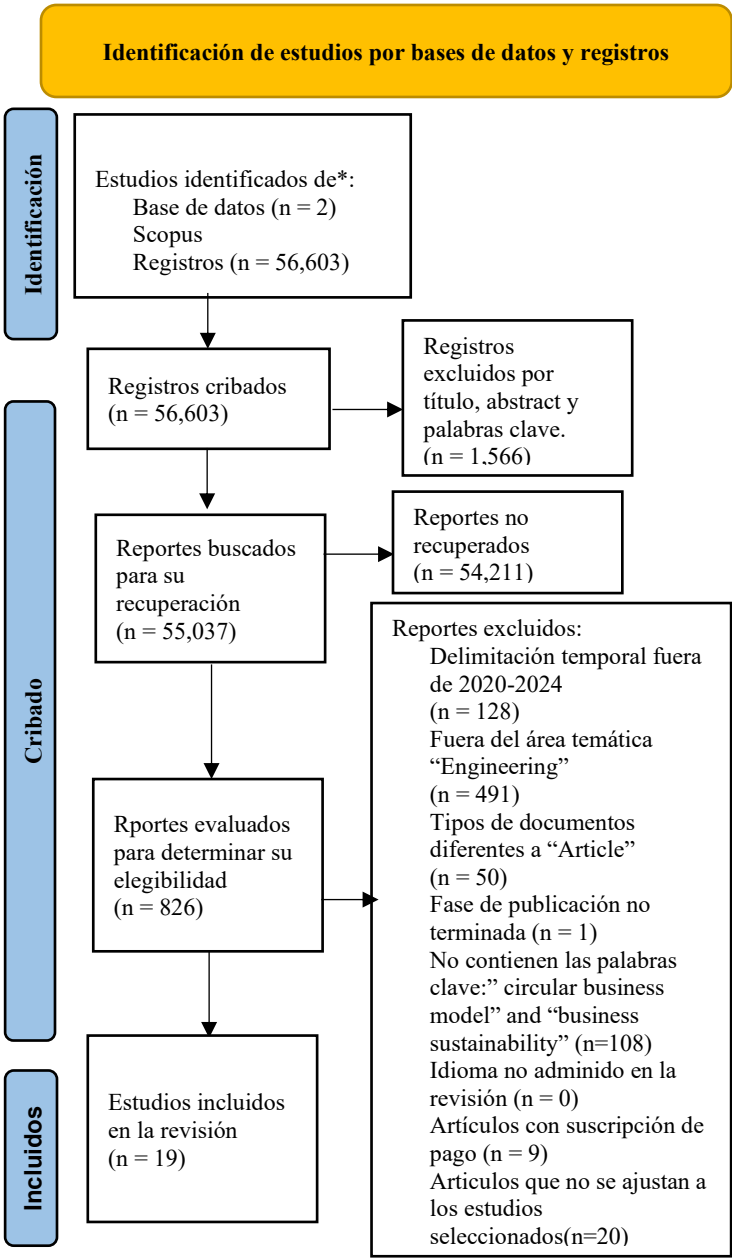 Identificación de estudios por bases de datos y registros
Identificación
Estudios identificados de*:
Base de datos (n = 2)
Scopus
Registros (n = 56,603)
Registros cribados
(n = 56,603)
Registros
excluidos por
título, abstract y
palabras clave.
(n = 1,566)
Cribado
Reportes buscados
para su
recuperación
(n = 55,037)
Reportes no
recuperados
(n = 54,211)
Rportes evaluados
para determinar su
elegibilidad
(n = 826)
Reportes excluidos:
Delimitación temporal fuera
de 2020-2024
(n = 128)
Fuera del área temática
“Engineering”
(n = 491)
Tipos de documentos
diferentes a “Article”
(n = 50)
Fase de publicación no
terminada (n = 1)
No contienen las palabras
clave:” circular business
model” and “business
sustainability” (n=108)
Idioma no adminido en la
revisión (n = 0)
Artículos con suscripción de
pago (n = 9)
Articulos que no se ajustan a
los estudios
seleccionados(n=20)
Incluidos
Estudios incluidos
en la revisión
(n = 19)